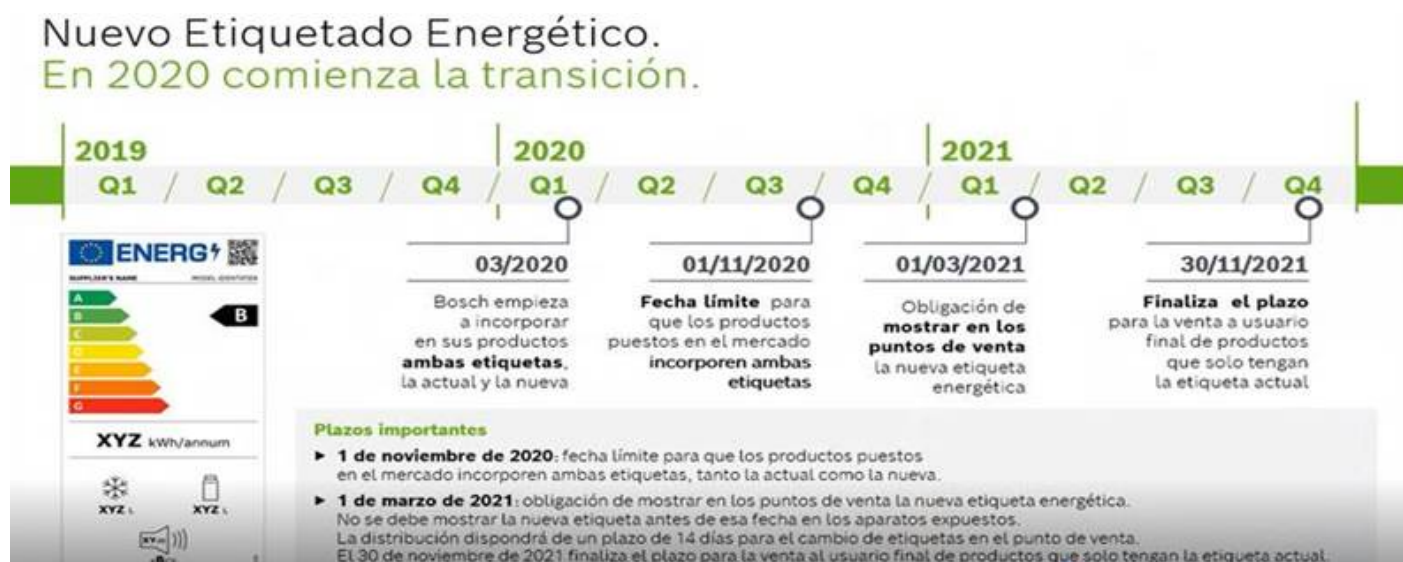 Nuevo Etiquetado Energético.
En 2020 comienza la transición.
2019
2020
2021
Q1 / Q2 / Q3 / Q4 / Q1 / Q2 / Q3 / Q4 / Q1 / Q2 / Q3 / Q4
ENERG
SUPPLIER'S NAME
MODEL IDENTIFIER
A
B
C
D
E
F
G
B
XYZ kWh/annum
XYZ L
XYZ L
03/2020
Bosch empieza
a incorporar
en sus productos
ambas etiquetas,
la actual y la nueva
01/11/2020
Fecha límite para
que los productos
puestos en el mercado
incorporen ambas
etiquetas
01/03/2021
Obligación de
mostrar en los
puntos de venta
la nueva etiqueta
energética
30/11/2021
Finaliza el plazo
para la venta a usuario
final de productos
que solo tengan
la etiqueta actual
Plazos importantes
► 1 de noviembre de 2020: fecha límite para que los productos puestos
en el mercado incorporen ambas etiquetas, tanto la actual como la nueva.
► 1 de marzo de 2021: obligación de mostrar en los puntos de venta la nueva etiqueta energética.
No se debe mostrar la nueva etiqueta antes de esa fecha en los aparatos expuestos.
La distribución dispondrá de un plazo de 14 días para el cambio de etiquetas en el punto de venta.
El 30 de noviembre de 2021 finaliza el plazo para la venta al usuario final de productos que solo tengan la etiqueta actual.